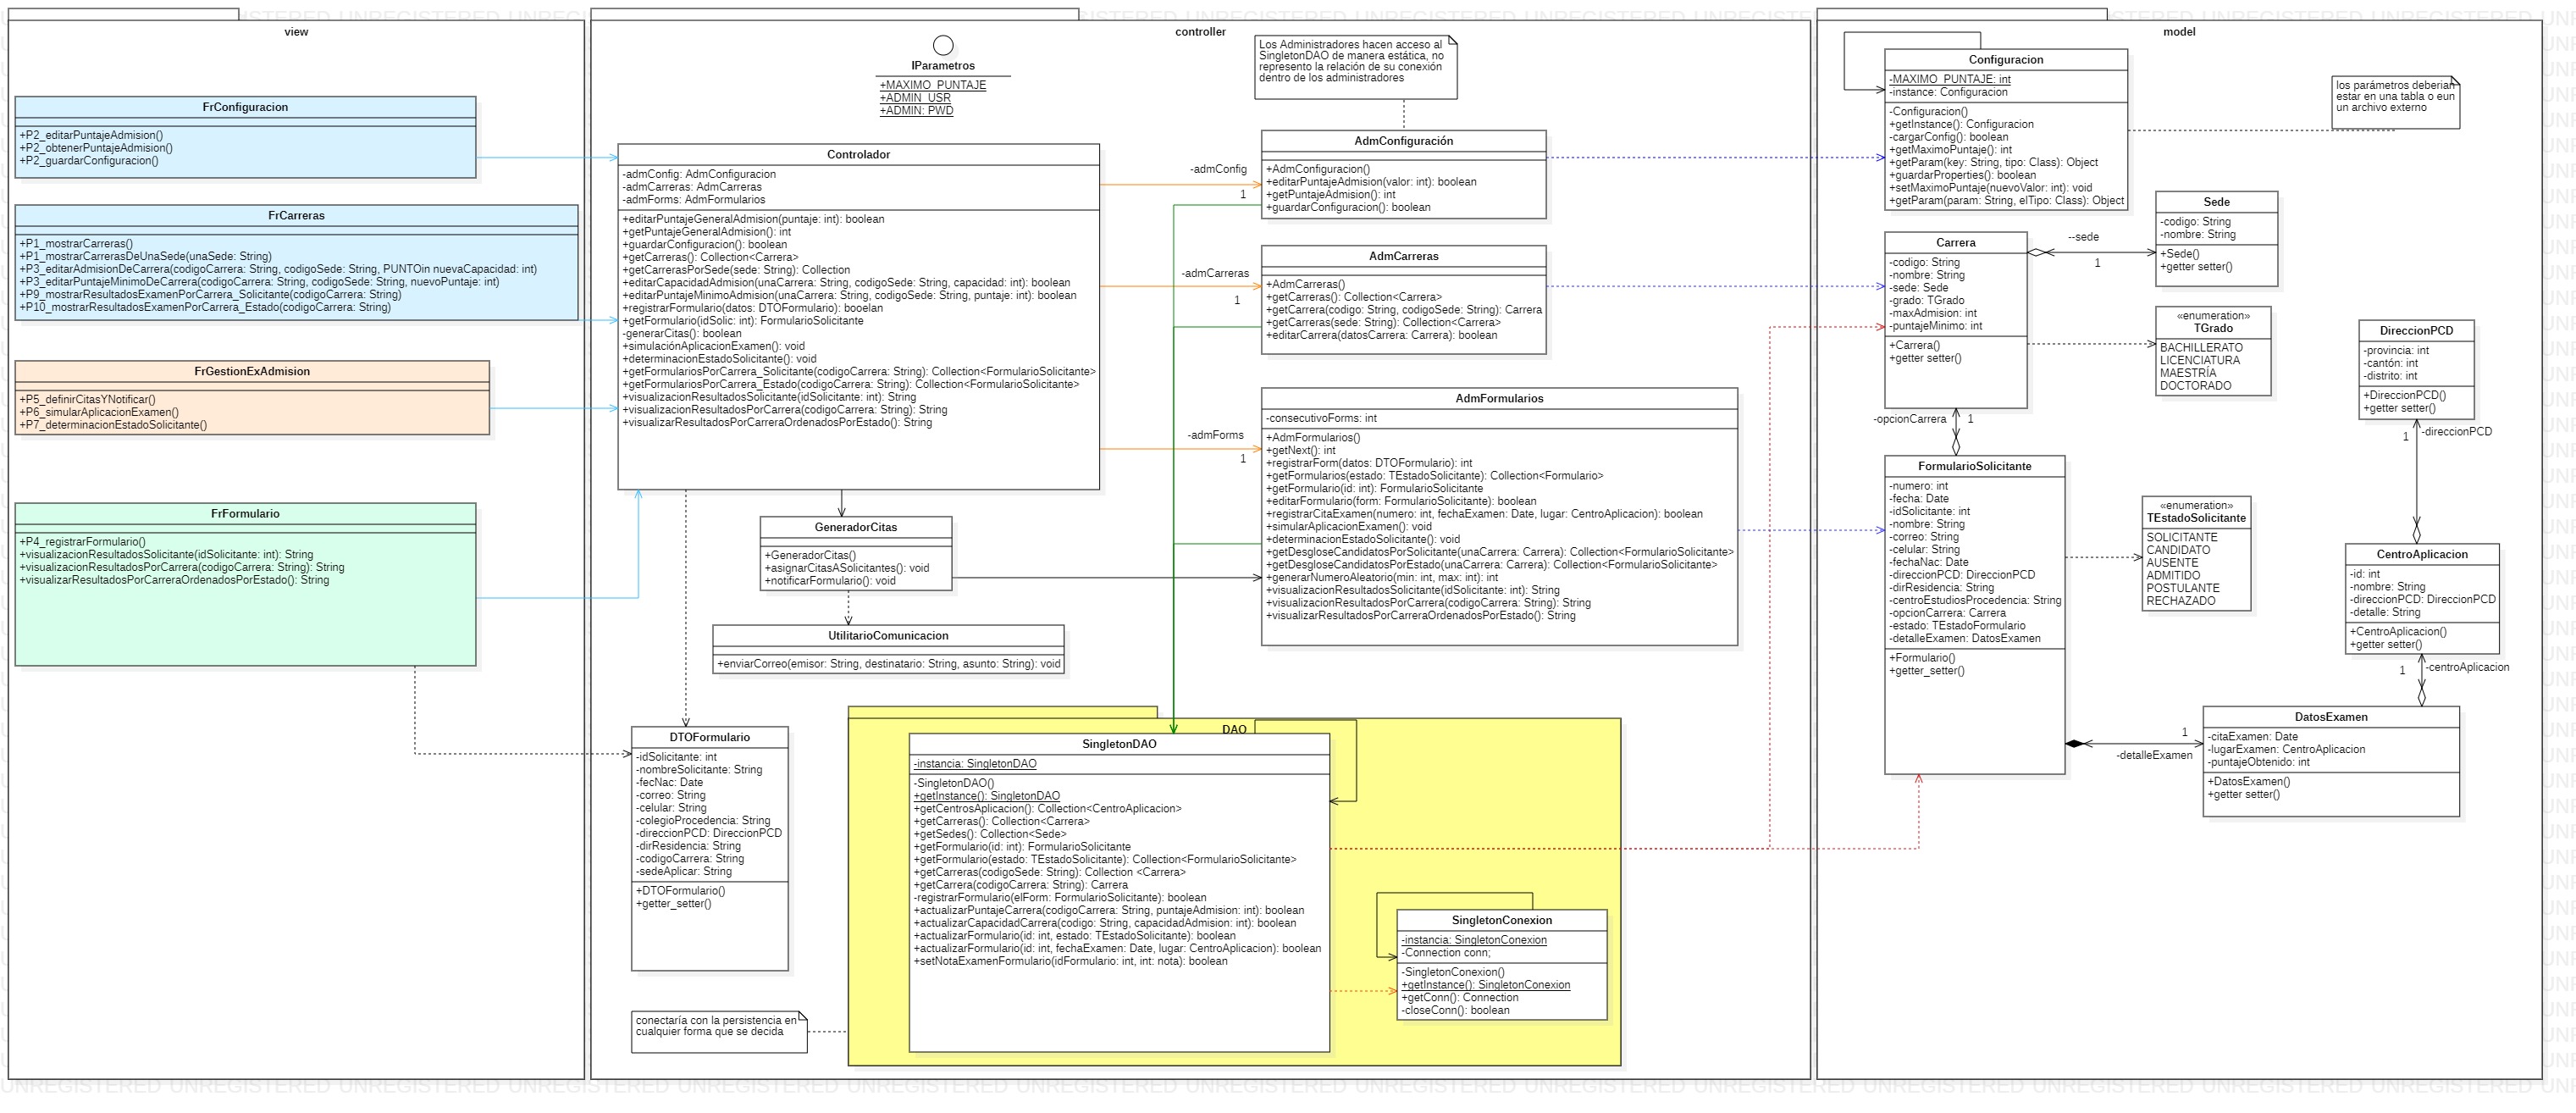 view
FrConfiguracion
+P2_editarPuntajeAdmision()
+P2_obtenerPuntajeAdmision()
+P2_guardarConfiguracion()
FrCarreras
+P1_mostrarCarreras()
+P1_mostrarCarrerasDeUnaSede(unaSede: String)
+P3_editarAdmisionDeCarrera(codigoCarrera: String, codigoSede: String, PUNTOin nuevaCapacidad: int)
+P3_editarPuntajeMinimoDeCarrera(codigoCarrera: String, codigoSede: String, nuevoPuntaje: int)
+P9_mostrarResultadosExamenPorCarrera_Solicitante(codigoCarrera: String)
+P10_mostrarResultadosExamenPorCarrera_Estado(codigoCarrera: String)
FrGestionExAdmision
+P5_definirCitasYNotificar()
+P6_simularAplicacionExamen()
+P7_determinacionEstadoSolicitante()
FrFormulario
+P4_registrarFormulario()
+visualizacionResultadosSolicitante(idSolicitante: int): String
+visualizacionResultadosPorCarrera(codigoCarrera: String): String
+visualizarResultadosPorCarreraOrdenadosPorEstado(): String
controller
IParametros
+MAXIMO_PUNTAJE
+ADMIN_USR
+ADMIN: PWD
Los Administradores hacen acceso al
SingletonDAO de manera estática, no
represento la relación de su conexión
dentro de los administradores
Controlador
-admConfig: AdmConfiguracion
-admCarreras: AdmCarreras
-admForms: AdmFormularios
+editarPuntajeGeneralAdmision(puntaje: int): boolean
+getPuntajeGeneralAdmision(): int
+guardarConfiguracion(): boolean
+getCarreras(): Collection<Carrera>
+getCarrerasPorSede(sede: String): Collection
+editarCapacidadAdmision(unaCarrera: String, codigoSede: String, capacidad: int): boolean
+editarPuntajeMinimoAdmision(unaCarrera: String, codigoSede: String, puntaje: int): boolean
+registrarFormulario(datos: DTOFormulario): booelan
+getFormulario(idSolic: int): FormularioSolicitante
-generarCitas(): boolean
+simulaciónAplicacionExamen(): void
+determinacionEstadoSolicitante(): void
+getFormulariosPorCarrera_Solicitante(codigoCarrera: String): Collection<FormularioSolicitante>
+getFormulariosPorCarrera_Estado(codigoCarrera: String): Collection<FormularioSolicitante>
+visualizacionResultadosSolicitante(idSolicitante: int): String
+visualizacionResultadosPorCarrera(codigoCarrera: String): String
+visualizarResultadosPorCarreraOrdenadosPorEstado(): String
-admConfig
1
-admCarreras
1
-admForms
1
AdmConfiguración
+AdmConfiguracion()
+editarPuntajeAdmision(valor: int): boolean
+getPuntajeAdmision(): int
+guardarConfiguracion(): boolean
AdmCarreras
+AdmCarreras()
+getCarreras(): Collection<Carrera>
+getCarrera(codigo: String, codigoSede: String): Carrera
+getCarreras(sede: String): Collection<Carrera>
+editarCarrera(datosCarrera: Carrera): boolean
AdmFormularios
-consecutivoForms: int
+AdmFormularios()
+getNext(): int
+registrarForm(datos: DTOFormulario): int
+getFormularios(estado: TEstadoSolicitante): Collection<Formulario>
+getFormulario(id: int): FormularioSolicitante
+editarFormulario(form: FormularioSolicitante): boolean
+registrarCitaExamen(numero: int, fechaExamen: Date, lugar: CentroAplicacion): boolean
+simularAplicacionExamen(): void
+determinacionEstadoSolicitante(): void
+getDesgloseCandidatosPorSolicitante(unaCarrera: Carrera): Collection<FormularioSolicitante>
+getDesgloseCandidatosPorEstado(unaCarrera: Carrera): Collection<FormularioSolicitante>
+generarNumeroAleatorio(min: int, max: int): int
+visualizacionResultadosSolicitante(idSolicitante: int): String
+visualizacionResultadosPorCarrera(codigoCarrera: String): String
+visualizarResultadosPorCarreraOrdenadosPorEstado(): String
GeneradorCitas
+GeneradorCitas()
+asignarCitasASolicitantes(): void
+notificarFormulario(): void
UtilitarioComunicacion
+enviarCorreo(emisor: String, destinatario: String, asunto: String): void
DTOFormulario
-idSolicitante: int
-nombreSolicitante: String
-fecNac: Date
-correo: String
-celular: String
-colegioProcedencia: String
-direccionPCD: DireccionPCD
-dirResidencia: String
-codigoCarrera: String
-sedeAplicar: String
+DTOFormulario()
+getter_setter()
conectaría con la persistencia en
cualquier forma que se decida
DAO
SingletonDAO
-instancia: SingletonDAO
-SingletonDAO()
+getInstance(): SingletonDAO
+getCentrosAplicacion(): Collection<CentroAplicacion>
+getCarreras(): Collection<Carrera>
+getSedes(): Collection<Sede>
+getFormulario(id: int): FormularioSolicitante
+getFormulario(estado: TEstadoSolicitante): Collection<FormularioSolicitante>
+getCarreras(codigoSede: String): Collection <Carrera>
+getCarrera(codigoCarrera: String): Carrera
-registrarFormulario(elForm: FormularioSolicitante): boolean
+actualizarPuntajeCarrera(codigoCarrera: String, puntajeAdmision: int): boolean
+actualizarCapacidadCarrera(codigo: String, capacidadAdmision: int): boolean
+actualizarFormulario(id: int, estado: TEstadoSolicitante): boolean
+actualizarFormulario(id: int, fechaExamen: Date, lugar: CentroAplicacion): boolean
+setNotaExamenFormulario(idFormulario: int, int: nota): boolean
SingletonConexion
-instancia: SingletonConexion
-Connection conn;
-SingletonConexion()
+getInstance(): SingletonConexion
+getConn(): Connection
-closeConn(): boolean
model
Configuracion
-MAXIMO_PUNTAJE: int
-instance: Configuracion
-Configuracion()
+getInstance(): Configuracion
-cargarConfig(): boolean
+getMaximoPuntaje(): int
+getParam(key: String, tipo: Class): Object
+guardarProperties(): boolean
+setMaximoPuntaje(nuevoValor: int): void
+getParam(param: String, elTipo: Class): Object
los parámetros deberian
estar en una tabla o eun
un archivo externo
Carrera
-codigo: String
-nombre: String
-sede: Sede
-grado: TGrado
-maxAdmision: int
-puntajeMinimo: int
+Carrera()
+getter setter()
--sede
1
Sede
-codigo: String
-nombre: String
+Sede()
+getter setter()
«enumeration»
TGrado
BACHILLERATO
LICENCIATURA
MAESTRÍA
DOCTORADO
DireccionPCD
-provincia: int
-cantón: int
-distrito: int
+DireccionPCD()
+getter setter()
-opcionCarrera
1
1
-direccionPCD
FormularioSolicitante
-numero: int
-fecha: Date
-idSolicitante: int
-nombre: String
-correo: String
-celular: String
-fechaNac: Date
-direccionPCD: DireccionPCD
-dirResidencia: String
-centroEstudiosProcedencia: String
-opcionCarrera: Carrera
-estado: TEstadoFormulario
-detalleExamen: DatosExamen
+Formulario()
+getter_setter()
«enumeration»
TEstadoSolicitante
SOLICITANTE
CANDIDATO
AUSENTE
ADMITIDO
POSTULANTE
RECHAZADO
CentroAplicacion
-id: int
-nombre: String
-direccionPCD: DireccionPCD
-detalle: String
+CentroAplicacion()
+getter setter()
1
-centroAplicacion
1
-detalleExamen
DatosExamen
-citaExamen: Date
-lugarExamen: CentroAplicacion
-puntajeObtenido: int
+DatosExamen()
+getter setter()
UNREGISTERED UNREGISTERED UNREGISTERED UNREGISTERED UNREGISTERED UNREGISTERED UNREGISTERED UNREGISTERED UNREGISTERED UNREGISTERED UNREGISTERED UNREGISTERED UNREGISTERED UNREGISTERED UNREGISTERED UNR